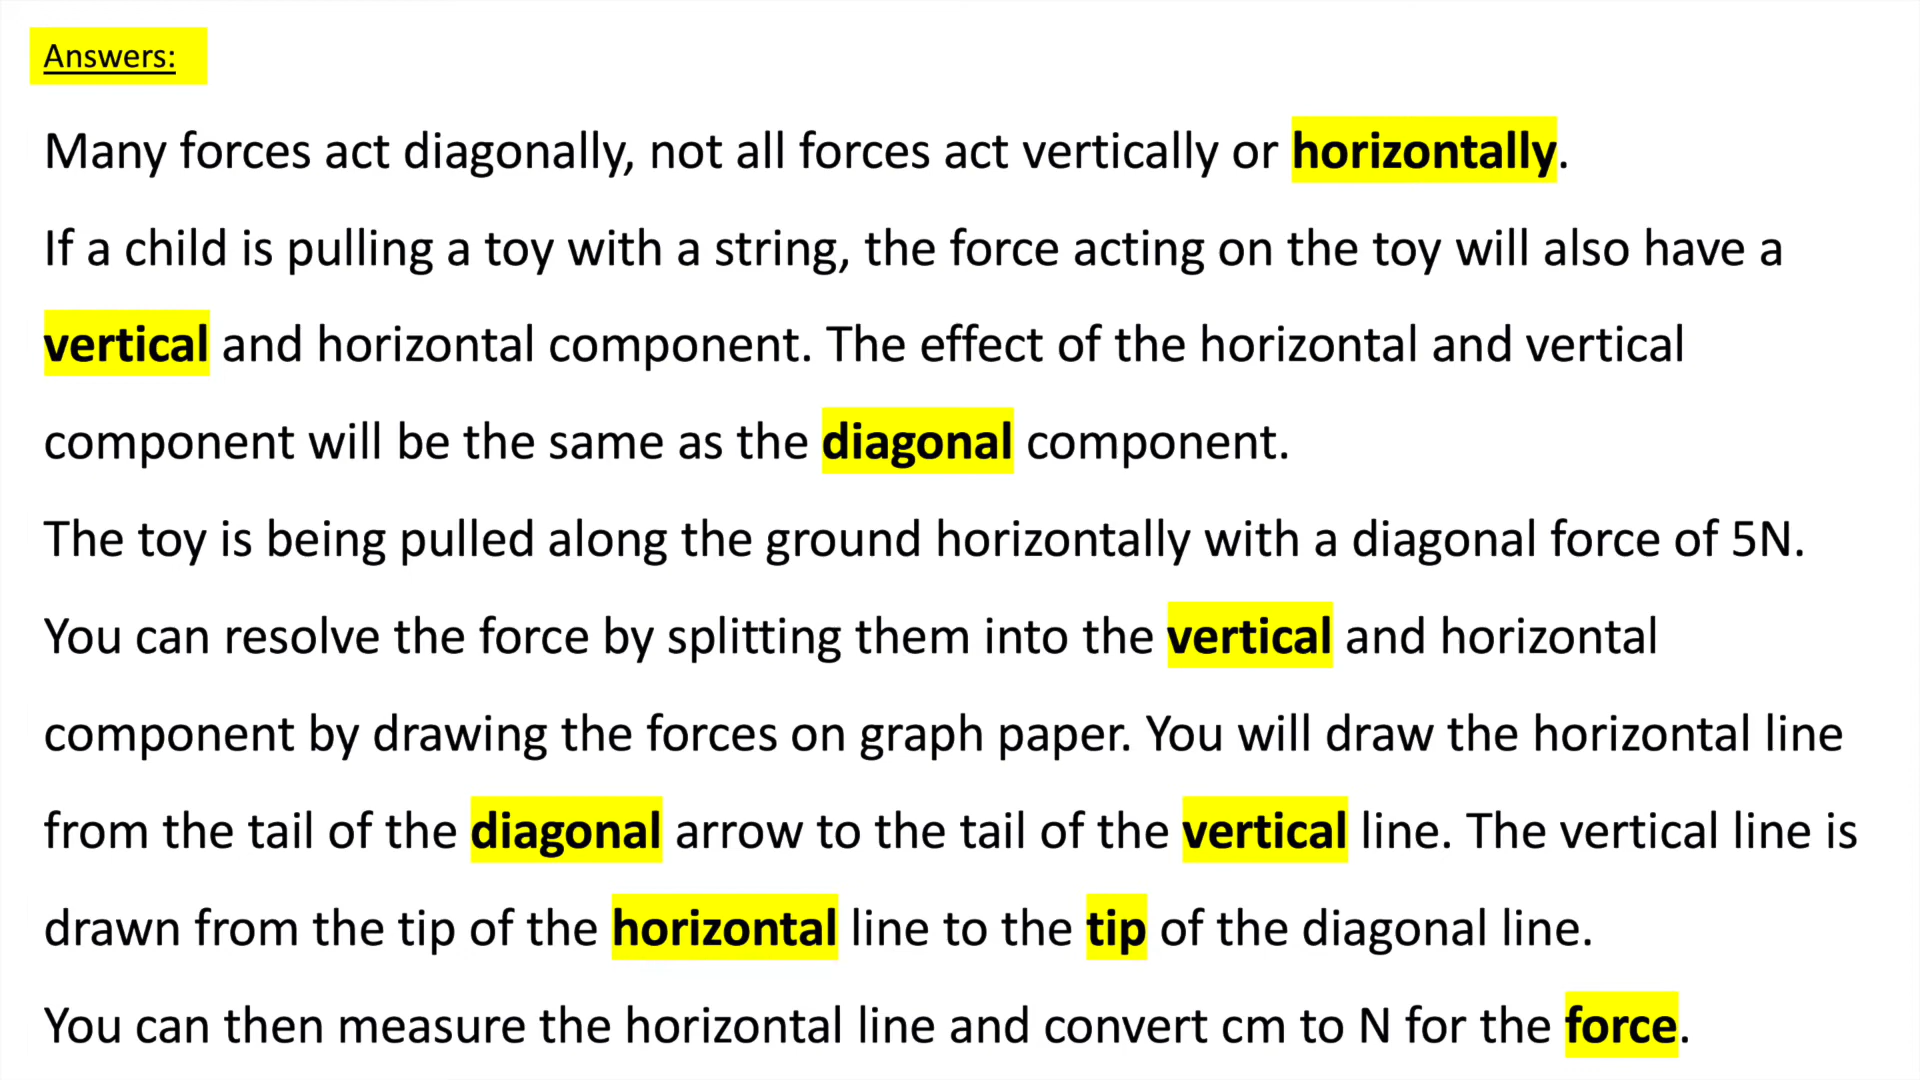 Answers:
Many forces act diagonally, not all forces act vertically or horizontally.
If a child is pulling a toy with a string, the force acting on the toy will also have a
vertical and horizontal component. The effect of the horizontal and vertical
component will be the same as the diagonal component.
The toy is being pulled along the ground horizontally with a diagonal force of 5N.
You can resolve the force by splitting them into the vertical and horizontal
component by drawing the forces on graph paper. You will draw the horizontal line
from the tail of the diagonal arrow to the tail of the vertical line. The vertical line is
drawn from the tip of the horizontal line to the tip of the diagonal line.
You can then measure the horizontal line and convert cm to N for the force.